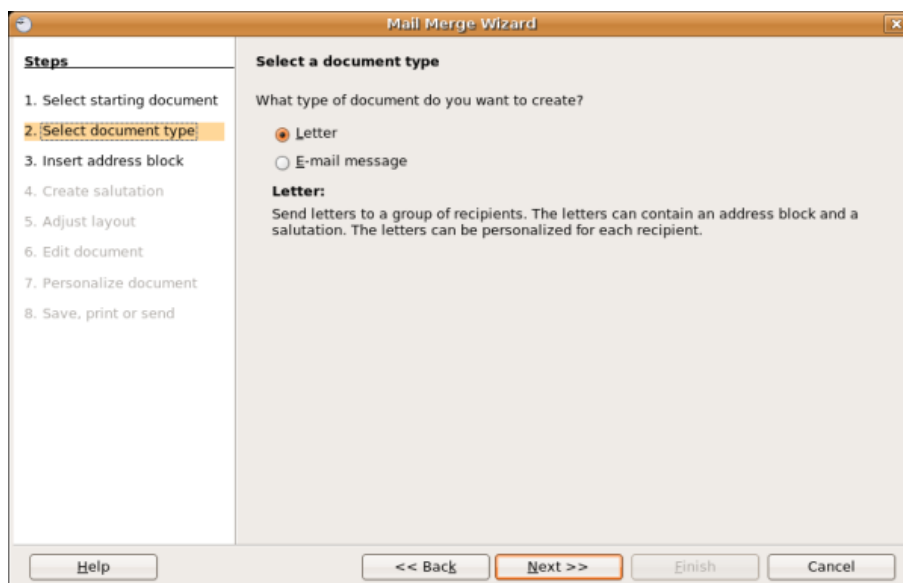 Mail Merge Wizard
Steps
1. Select starting document
2. Select document type
3. Insert address block
4. Create salutation
5. Adjust layout
6. Edit document
7. Personalize document
8. Save, print or send
Select a document type
What type of document do you want to create?
Letter
E-mail message
Letter:
Send letters to a group of recipients. The letters can contain an address block and a
salutation. The letters can be personalized for each recipient.
Help
<< Back
Next >>
Finish
Cancel